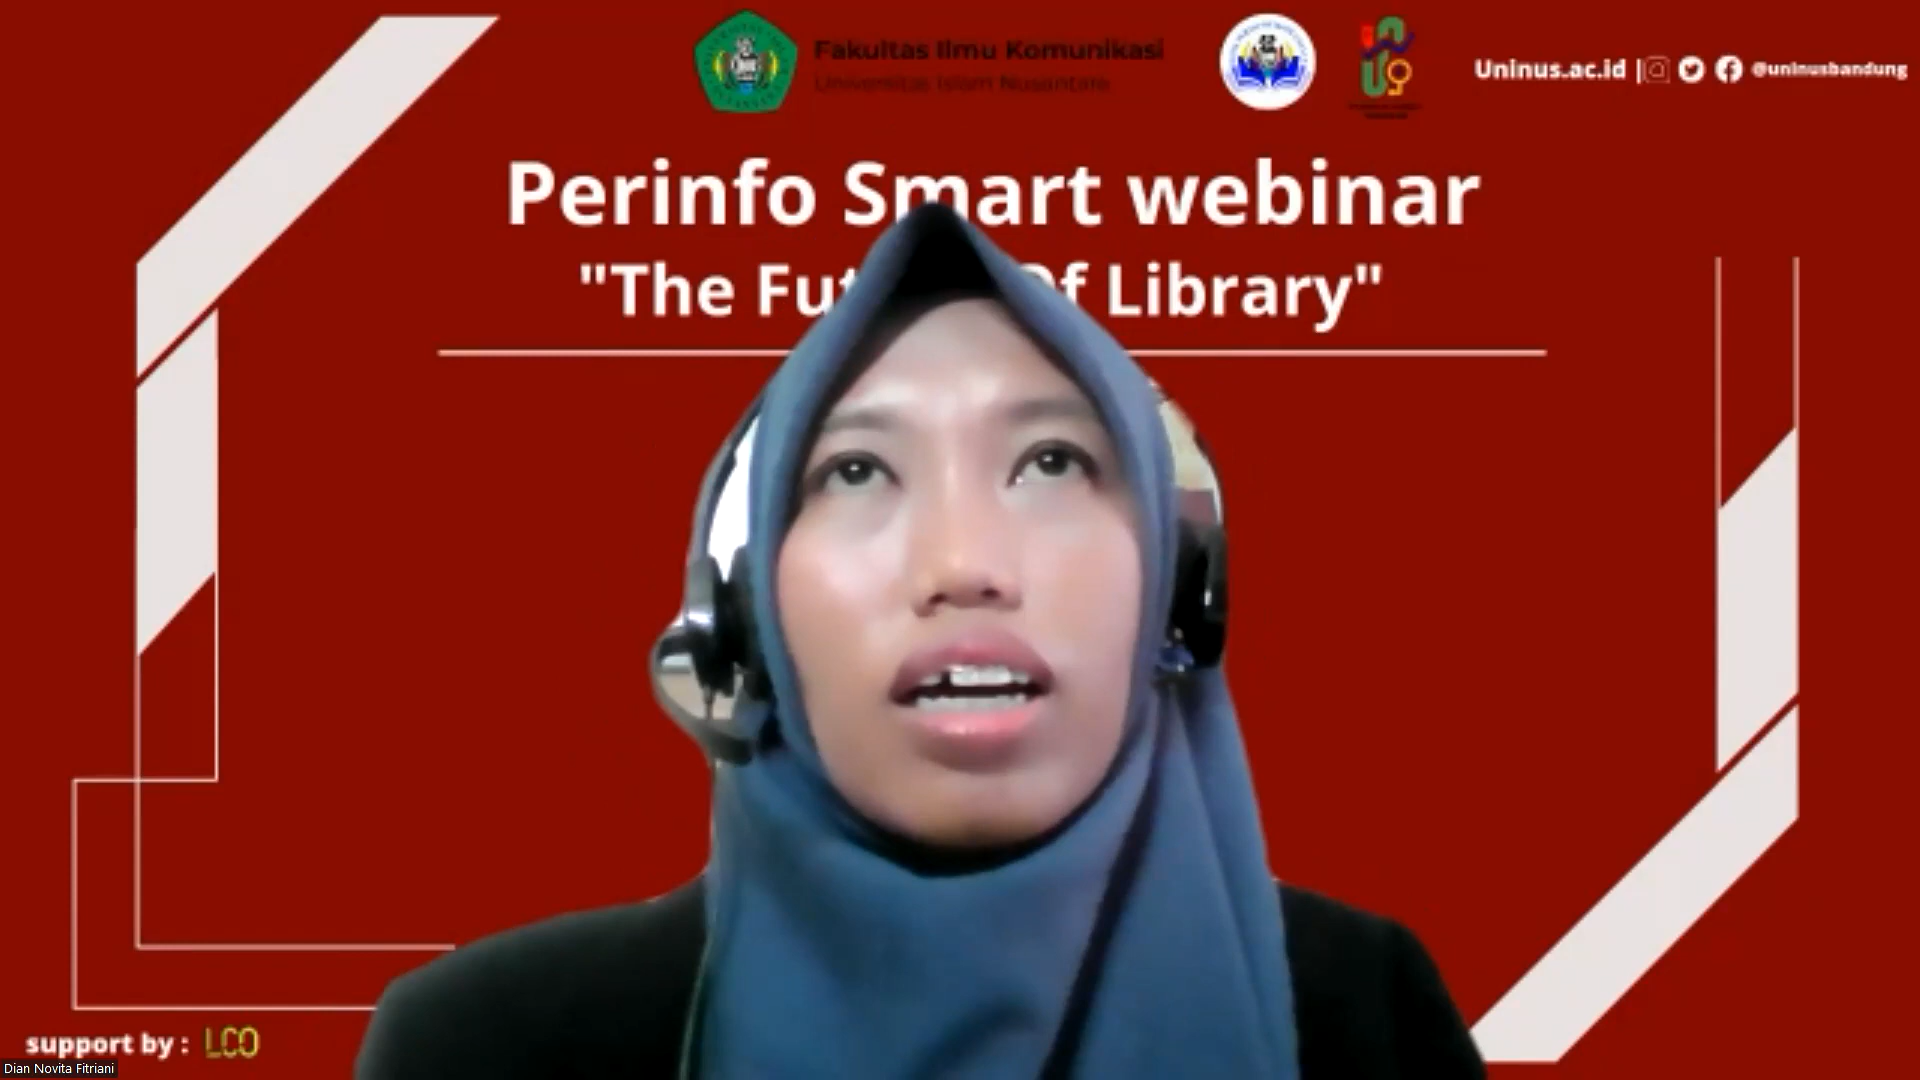 Fakultas Ilmu Komunikasi
Universitas Islam Nusantara
Uninus.ac.id | @uninusbandung
Perinfo Smart webinar
"The Fut Of Library"
support by : LCO
Dian Novita Fitriani